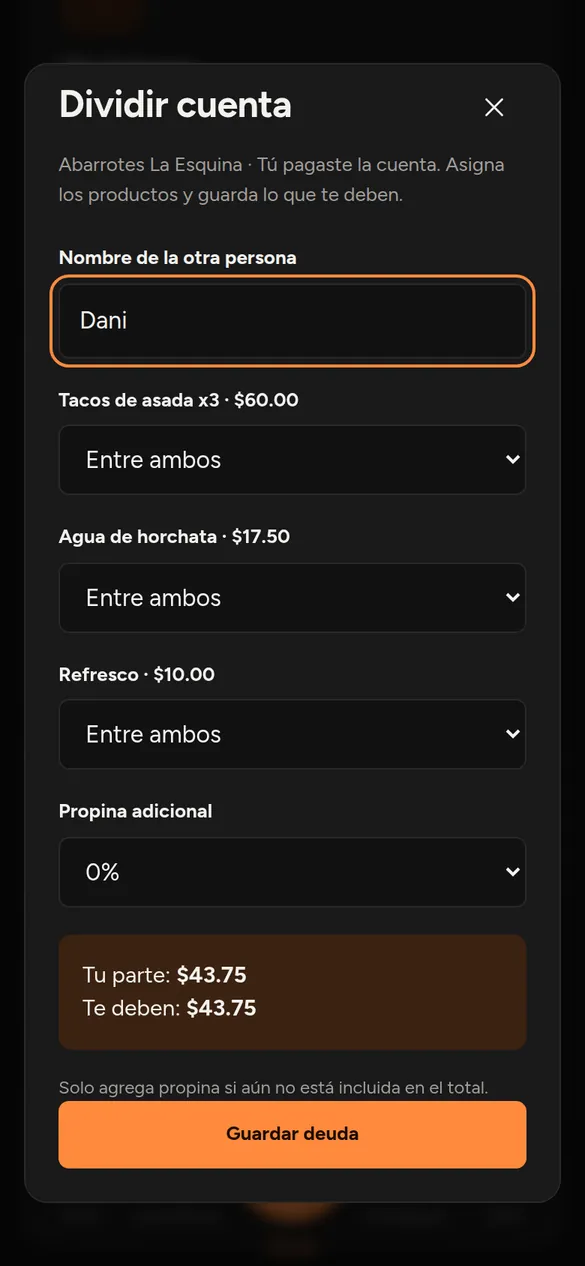 Dividir cuenta
Abarrotes La Esquina · Tú pagaste la cuenta. Asigna
los productos y guarda lo que te deben.
Nombre de la otra persona
Dani
Tacos de asada x3 · $60.00
Entre ambos
Agua de horchata · $17.50
Entre ambos
Refresco · $10.00
Entre ambos
Propina adicional
0%
Tu parte: $43.75
Te deben: $43.75
Solo agrega propina si aún no está incluida en el total.
Guardar deuda